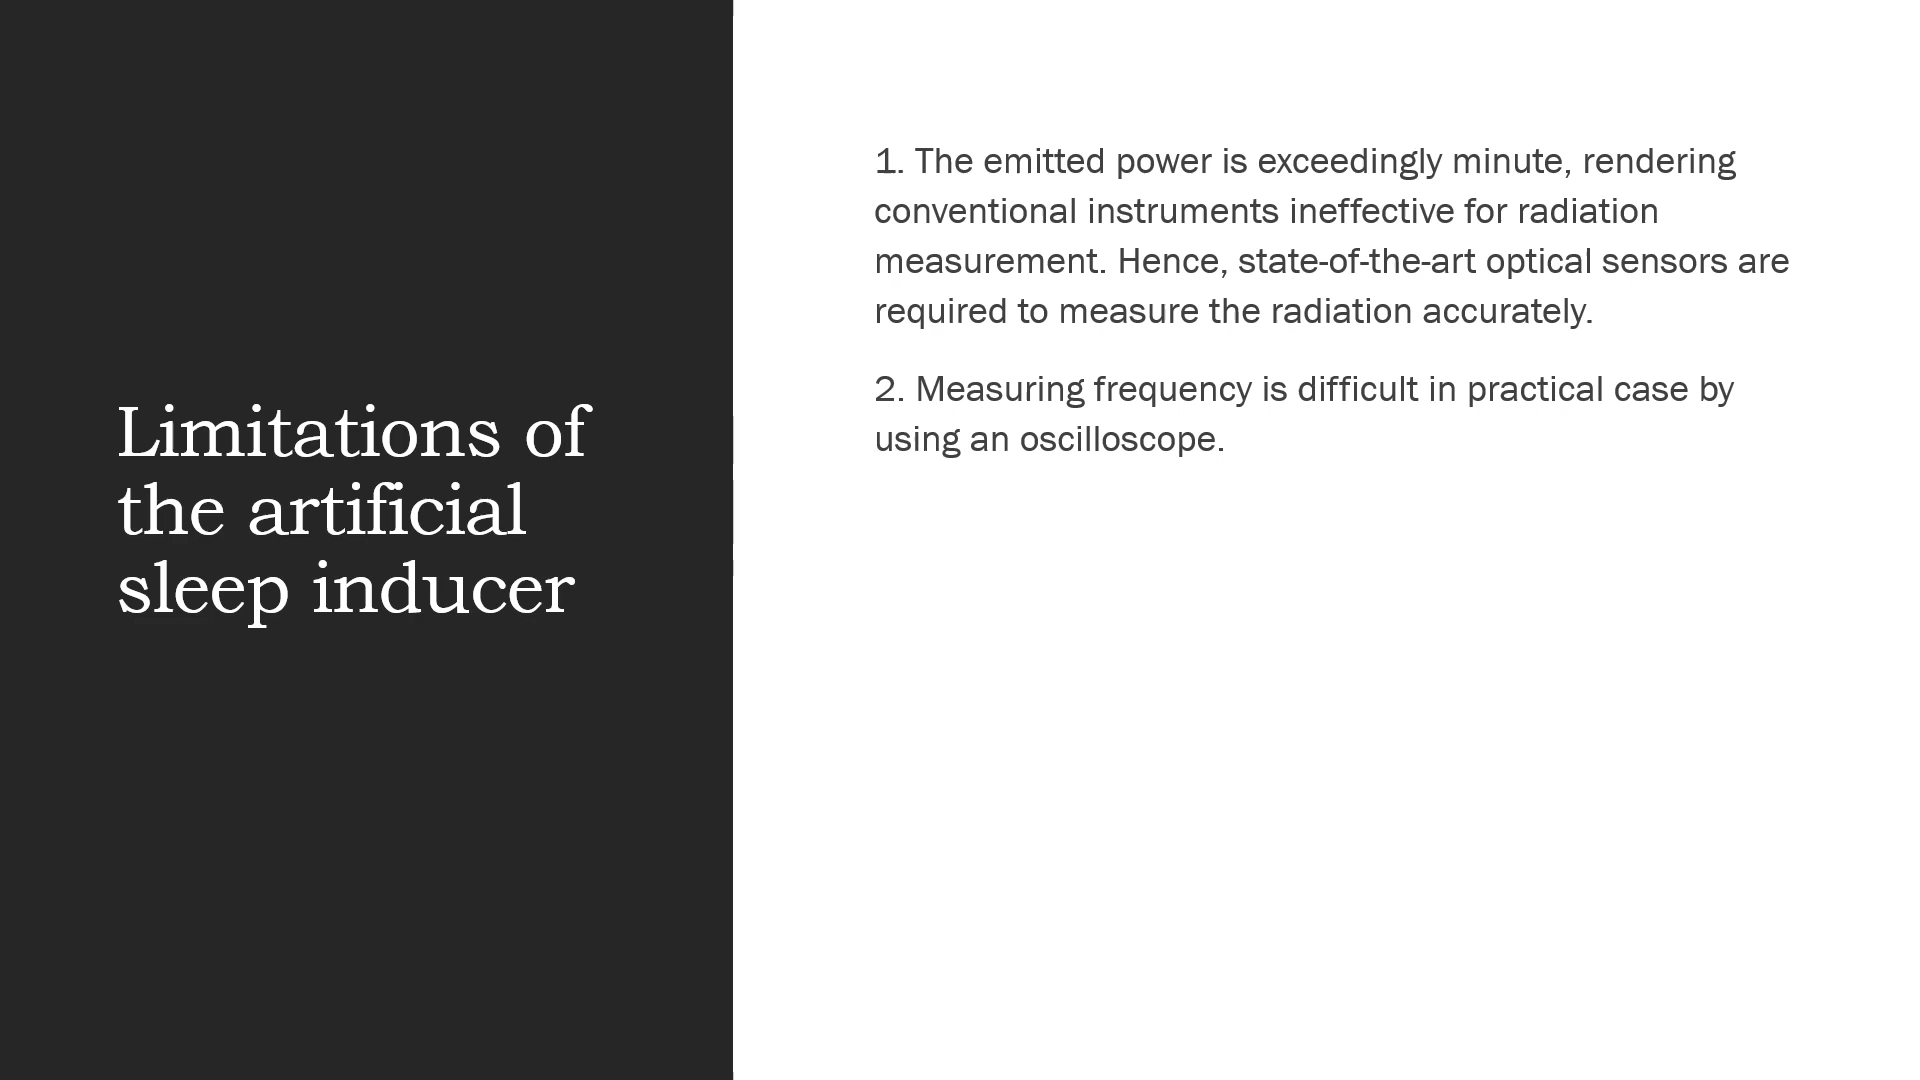 Limitations of
the artificial
sleep inducer
1. The emitted power is exceedingly minute, rendering
conventional instruments ineffective for radiation
measurement. Hence, state-of-the-art optical sensors are
required to measure the radiation accurately.
2. Measuring frequency is difficult in practical case by
using an oscilloscope.